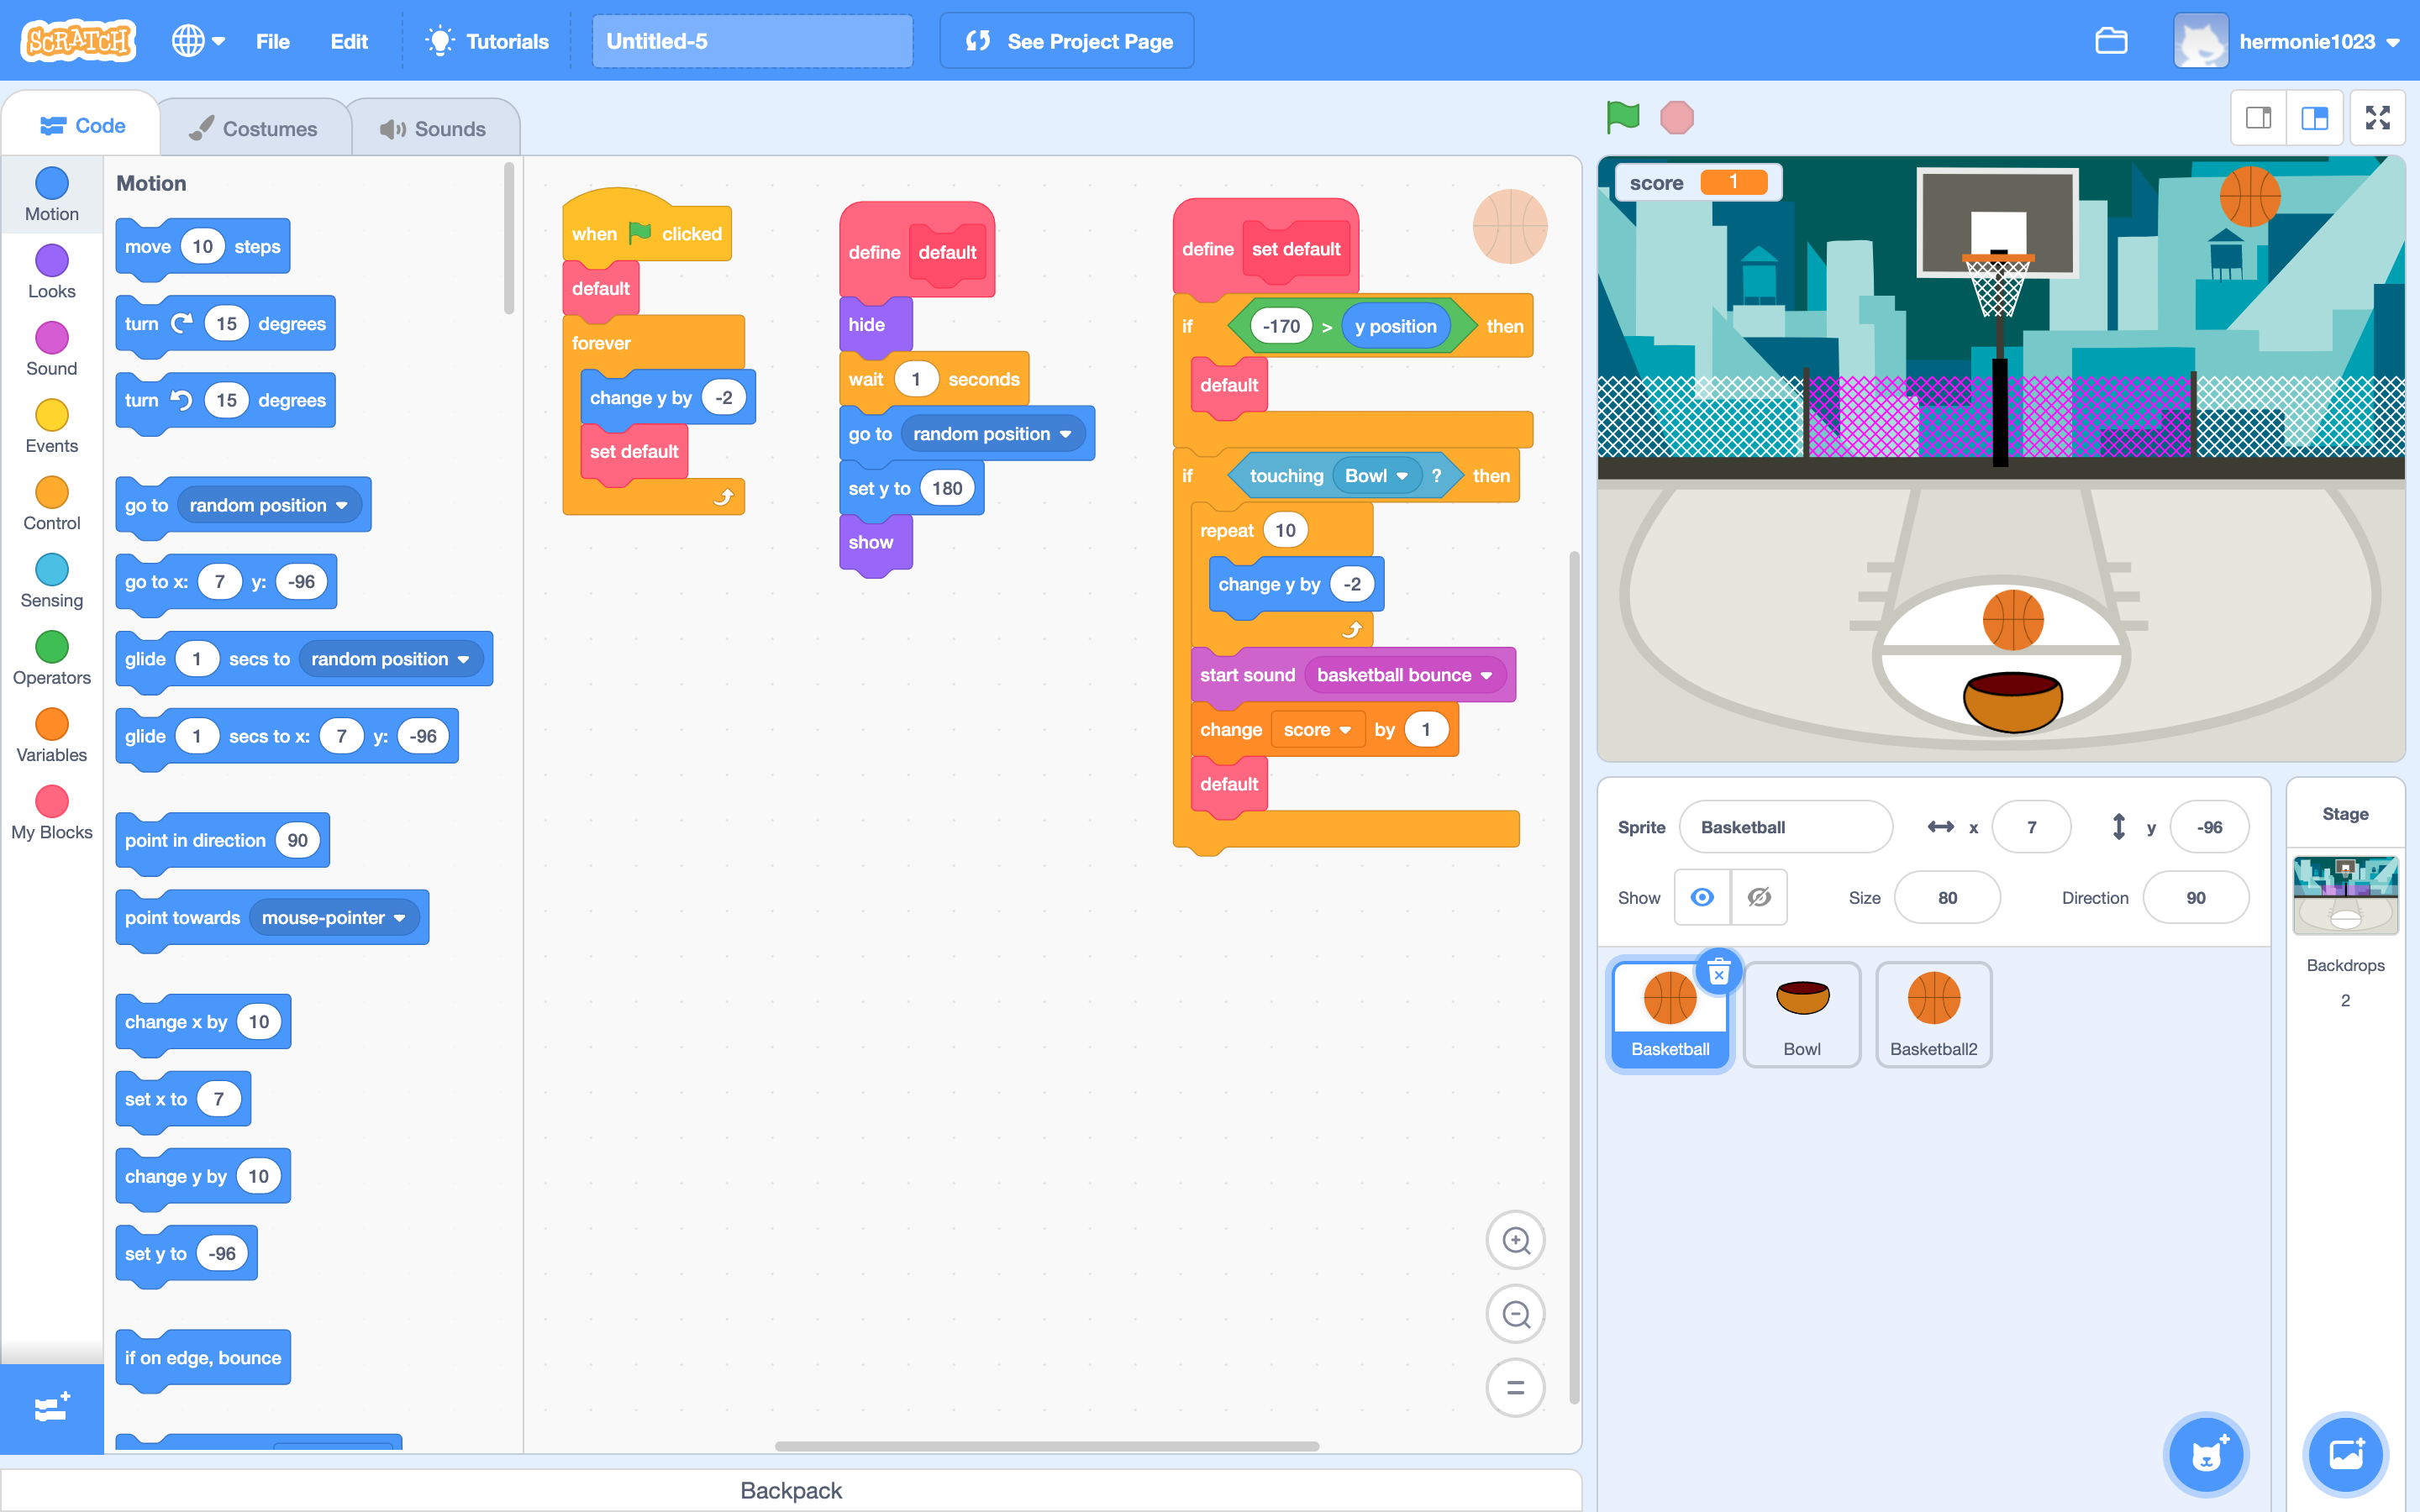 SCRATCH File Edit Tutorials Untitled-5 See Project Page hermonie1023
Code Costumes Sounds
Motion
Looks
Sound
Events
Control
Sensing
Operators
Variables
My Blocks
Motion
move 10 steps
turn 15 degrees
turn 15 degrees
go to random position
go to x: 7 y: -96
glide 1 secs to random position
glide 1 secs to x: 7 y: -96
point in direction 90
point towards mouse-pointer
change x by 10
set x to 7
change y by 10
set y to -96
if on edge, bounce
when clicked
default
forever
change y by -2
set default
define default
hide
wait 1 seconds
go to random position
set y to 180
show
define set default
if -170 > y position then
default
if touching Bowl ? then
repeat 10
change y by -2
start sound basketball bounce
change score by 1
default
Backpack
score 1
Sprite Basketball x 7 y -96
Show Size 80 Direction 90
Basketball Bowl Basketball2
Stage
Backdrops
2